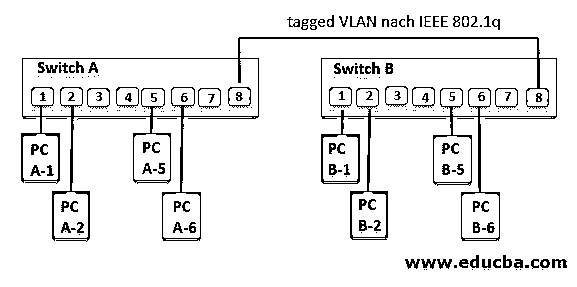 tagged VLAN nach IEEE 802.1q
Switch A
1 2 3 4 5 6 7 8
PC A-1
PC A-2
PC A-5
PC A-6
Switch B
1 2 3 4 5 6 7 8
PC B-1
PC B-2
PC B-5
PC B-6
www.educba.com